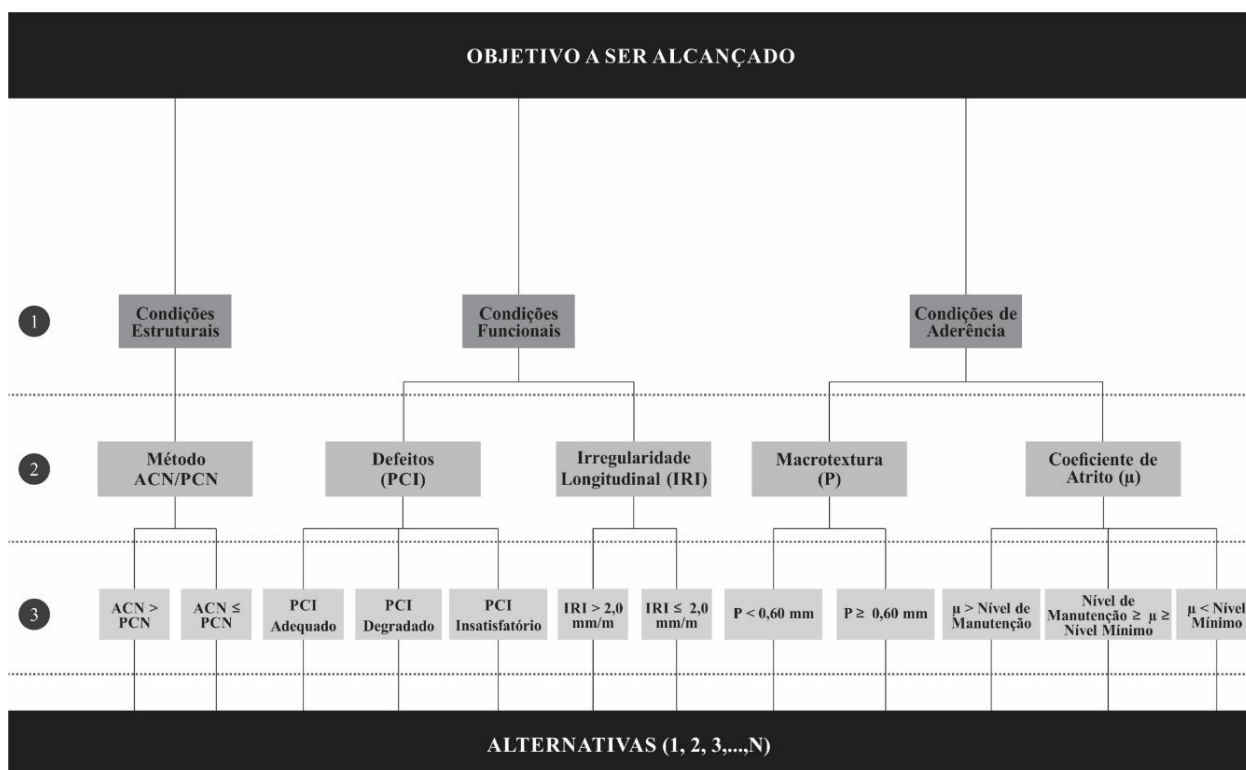 OBJETIVO A SER ALCANÇADO
1
Condições
Estruturais
Condições
Funcionais
Condições de
Aderência
2
Método
ACN/PCN
Defeitos
(PCI)
Irregularidade
Longitudinal (IRI)
Macrotextura
(P)
Coeficiente de
Atrito (μ)
3
ACN >
PCN
ACN ≤
PCN
PCI
Adequado
PCI
Degradado
PCI
Insatisfatório
IRI > 2,0
mm/m
IRI ≤ 2,0
mm/m
P < 0,60 mm
P ≥ 0,60 mm
μ > Nível de
Manutenção
Nível de
Manutenção ≥ μ ≥
Nível Mínimo
μ < Nível
Mínimo
ALTERNATIVAS (1, 2, 3,...,N)